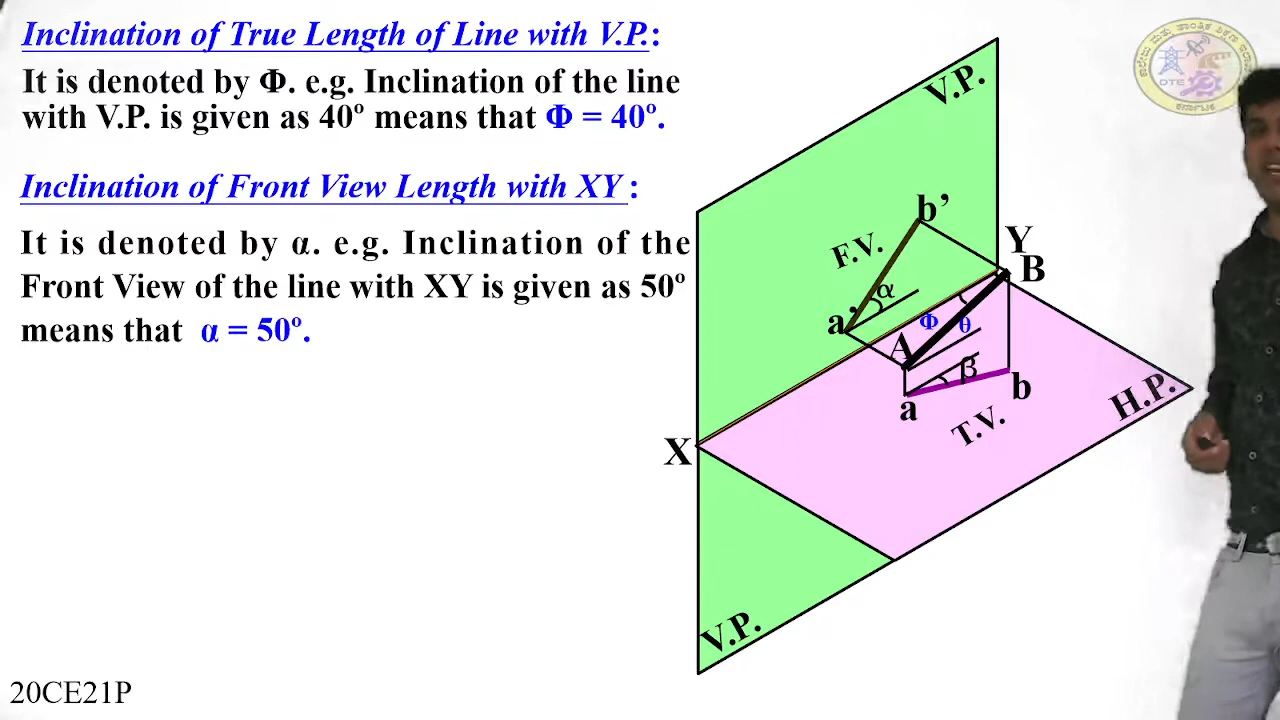 Inclination of True Length of Line with V.P.:
It is denoted by Φ. e.g. Inclination of the line
with V.P. is given as 40º means that Φ = 40º.
Inclination of Front View Length with XY :
It is denoted by α. e.g. Inclination of the
Front View of the line with XY is given as 50º
means that α = 50º.
V.P.
b’
F.V.
Y
B
α
a’
Φ
θ
A
β
a
b
T.V.
H.P.
X
V.P.
20CE21P
DTE